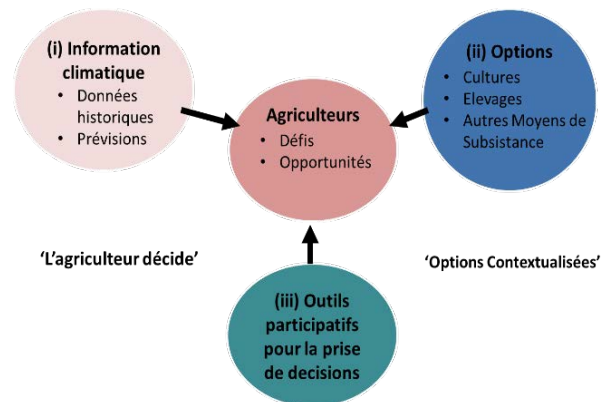 (i) Information
climatique
• Données
historiques
• Prévisions
Agriculteurs
• Défis
• Opportunités
(ii) Options
• Cultures
• Elevages
• Autres Moyens de
Subsistance
‘L’agriculteur décide’
‘Options Contextualisées’
(iii) Outils
participatifs
pour la prise
de decisions